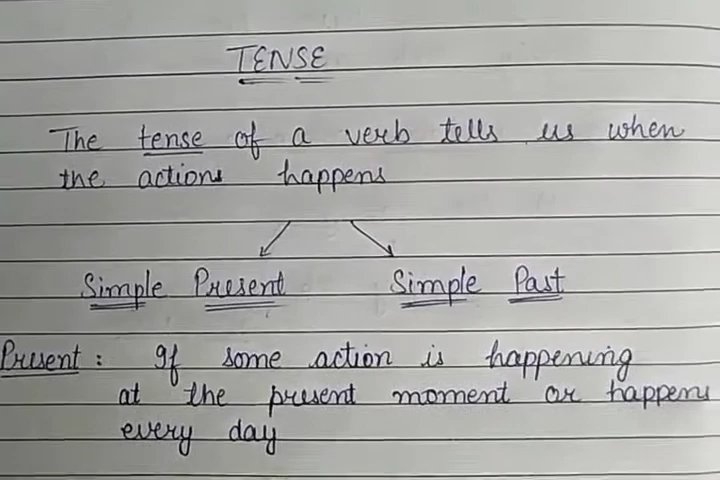 TENSE
The tense of a verb tells us when
the actions happens
Simple Present Simple Past
Present : If some action is happening
at the present moment or happens
every day